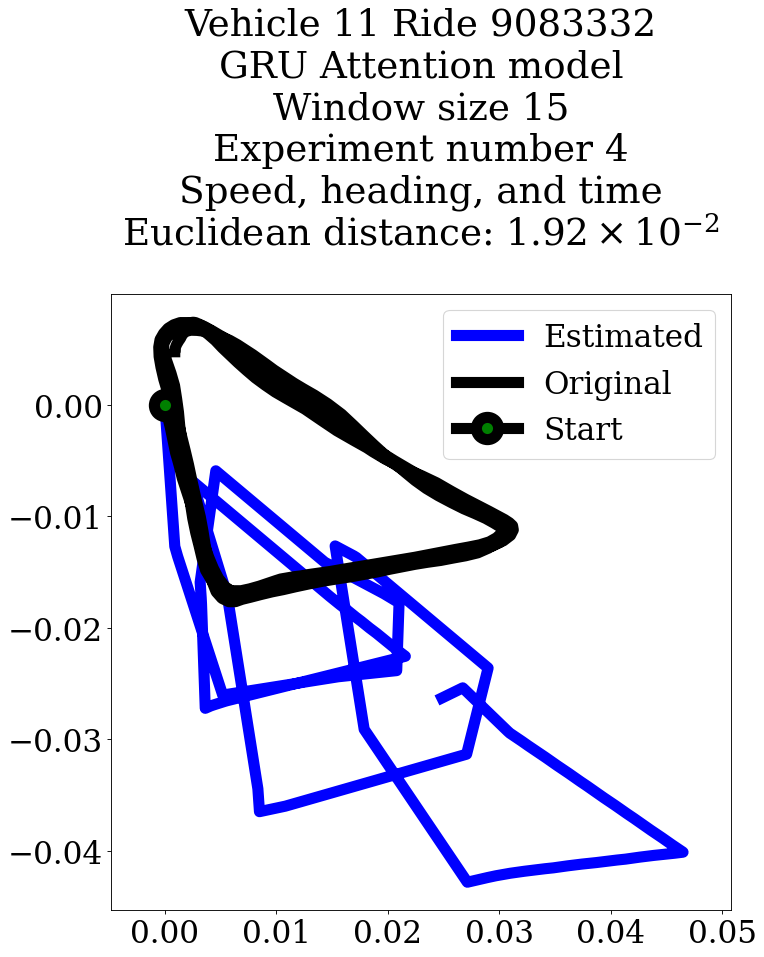 Vehicle 11 Ride 9083332
GRU Attention model
Window size 15
Experiment number 4
Speed, heading, and time
Euclidean distance: 1.92 × 10⁻²
Estimated
Original
Start
0.00
−0.01
−0.02
−0.03
−0.04
0.00 0.01 0.02 0.03 0.04 0.05